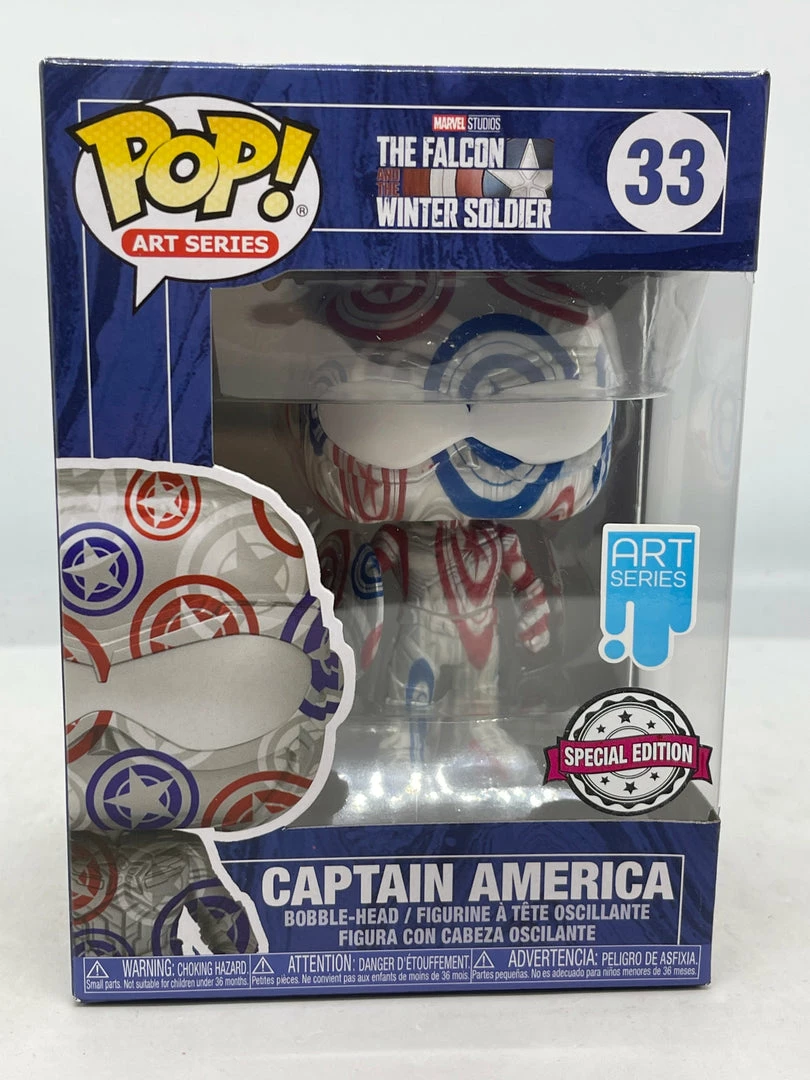 POP!®
ART SERIES
MARVEL STUDIOS
THE FALCON
AND THE
WINTER SOLDIER
33
ART
SERIES
SPECIAL EDITION
CAPTAIN AMERICA
BOBBLE-HEAD / FIGURINE À TÊTE OSCILLANTE
FIGURA CON CABEZA OSCILANTE
WARNING: CHOKING HAZARD.
Small parts. Not suitable for children under 36 months.
ATTENTION: DANGER D'ÉTOUFFEMENT
Petites pièces. Ne convient pas aux enfants de moins de 36 mois.
ADVERTENCIA: PELIGRO DE ASFIXIA.
Partes pequeñas. No es adecuado para niños menores de 36 meses.